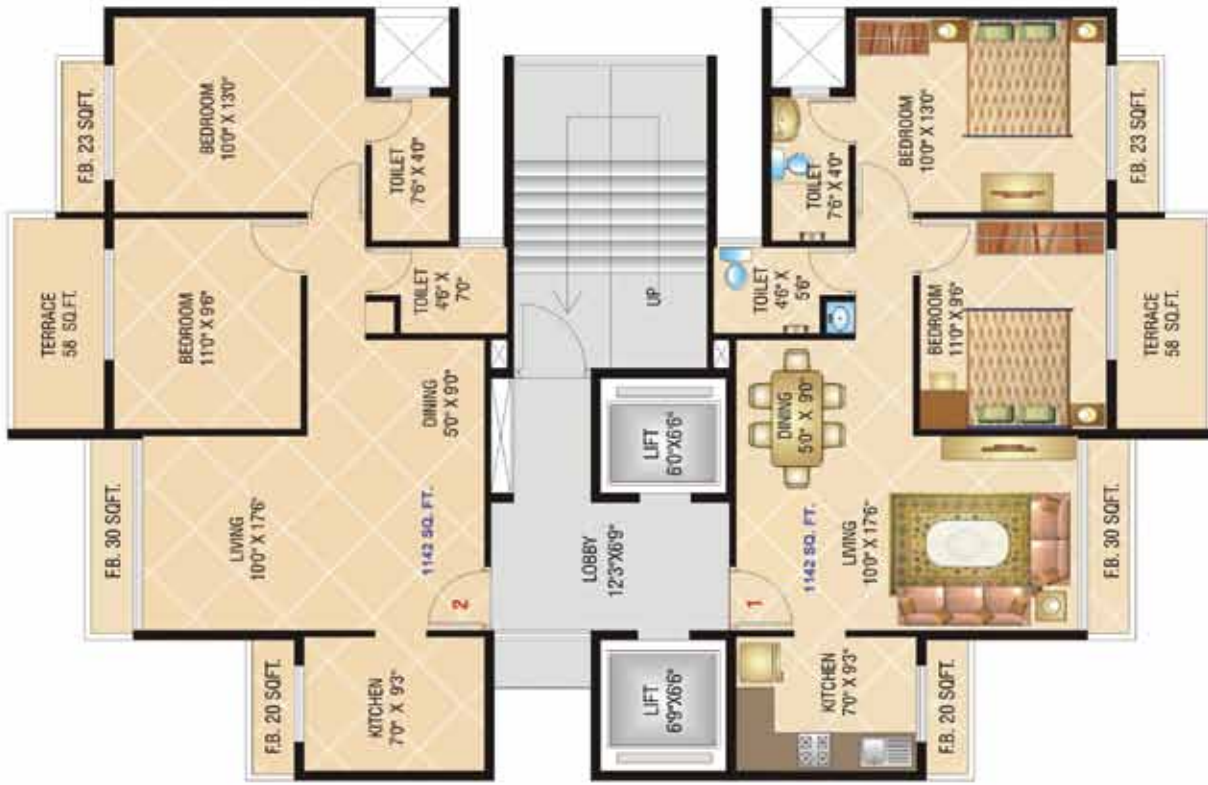 F.B. 23 SQFT.
BEDROOM
10'0" X 13'0"
TOILET
7'6" X 4'0"
TERRACE
58 SQ.FT.
BEDROOM
11'0" X 9'6"
TOILET
4'6" X
7'0"
F.B. 30 SQFT.
LIVING
10'0" X 17'6"
DINING
5'0" X 9'0"
1142 SQ. FT.
2
F.B. 20 SQFT.
KITCHEN
7'0" X 9'3"
UP
LIFT
6'0"X6'6"
LOBBY
12'3"X6'9"
LIFT
6'9"X6'6"
TOILET
7'6" X 4'0"
BEDROOM
10'0" X 13'0"
F.B. 23 SQFT.
TOILET
4'6" X
5'6"
BEDROOM
11'0" X 9'6"
TERRACE
58 SQ.FT.
DINING
5'0" X 9'0"
1142 SQ. FT.
LIVING
10'0" X 17'6"
F.B. 30 SQFT.
1
KITCHEN
7'0" X 9'3"
F.B. 20 SQFT.